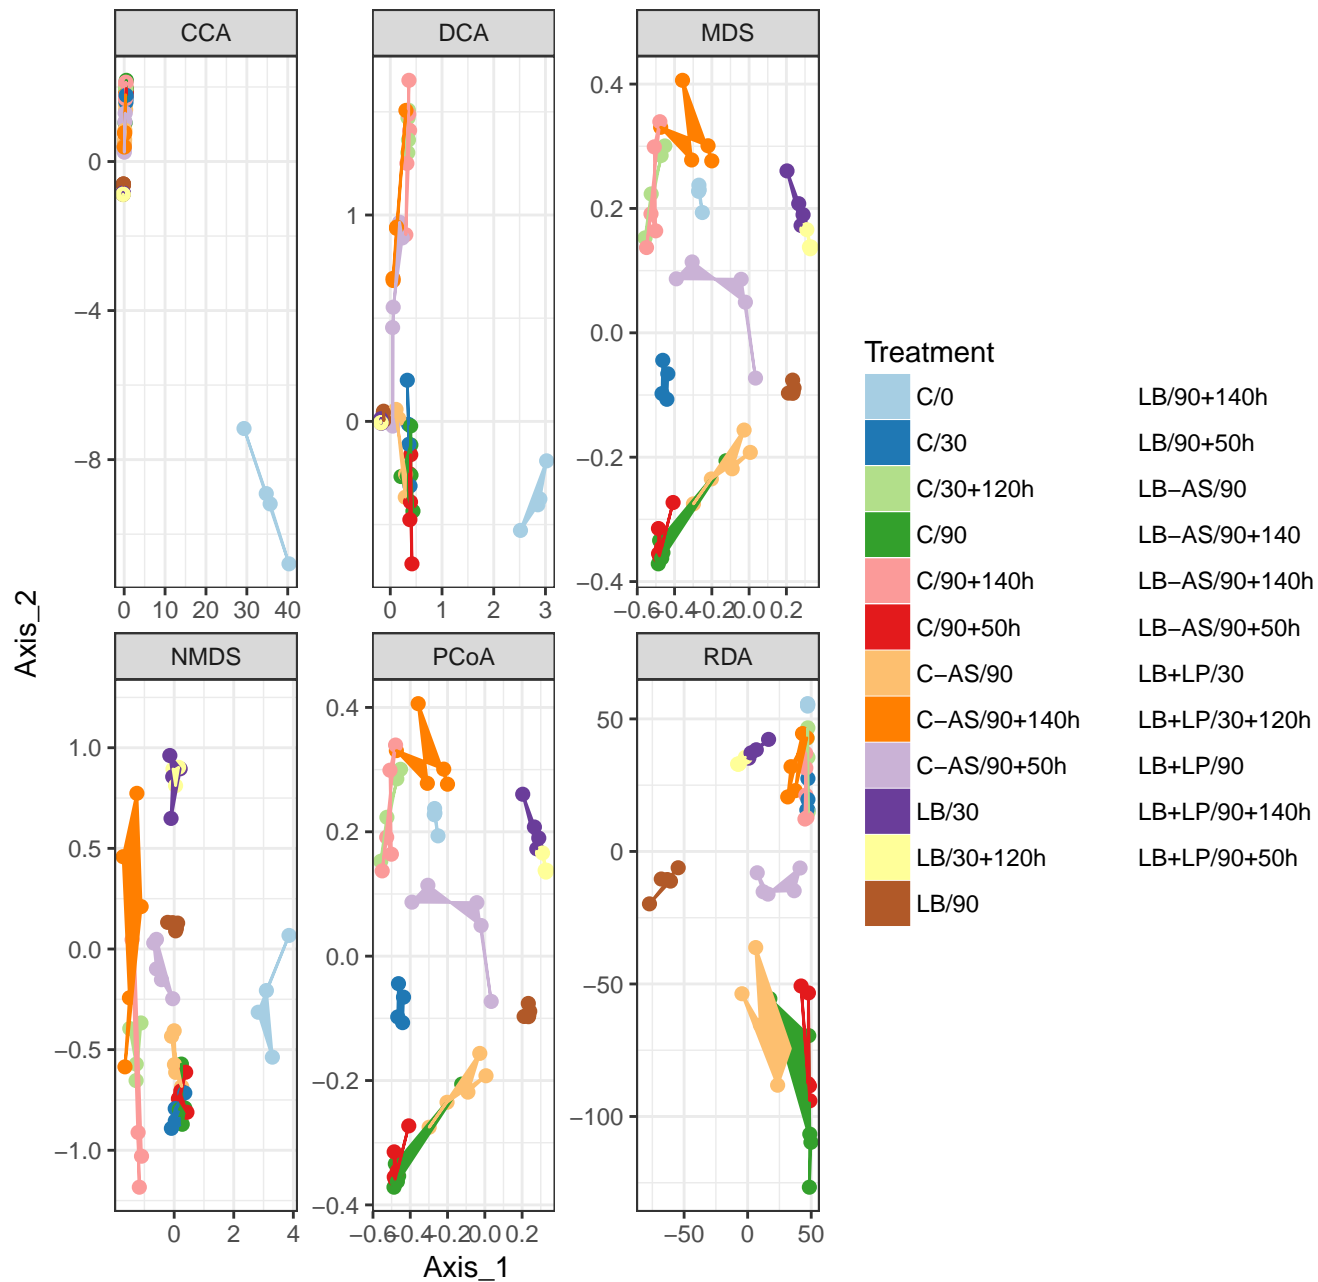 CCA DCA MDS
0
−4
−8
0 10 20 30 40
1
0
0 1 2 3
0.4
0.2
0.0
−0.2
−0.4
−0.6 −0.4 −0.2 0.0 0.2
NMDS PCoA RDA
1.0
0.5
0.0
−0.5
−1.0
0 2 4
0.4
0.2
0.0
−0.2
−0.4
−0.6 −0.4 −0.2 0.0 0.2
50
0
−50
−100
−50 0 50
Axis_2
Axis_1
Treatment
C/0 LB/90+140h
C/30 LB/90+50h
C/30+120h LB−AS/90
C/90 LB−AS/90+140
C/90+140h LB−AS/90+140h
C/90+50h LB−AS/90+50h
C−AS/90 LB+LP/30
C−AS/90+140h LB+LP/30+120h
C−AS/90+50h LB+LP/90
LB/30 LB+LP/90+140h
LB/30+120h LB+LP/90+50h
LB/90